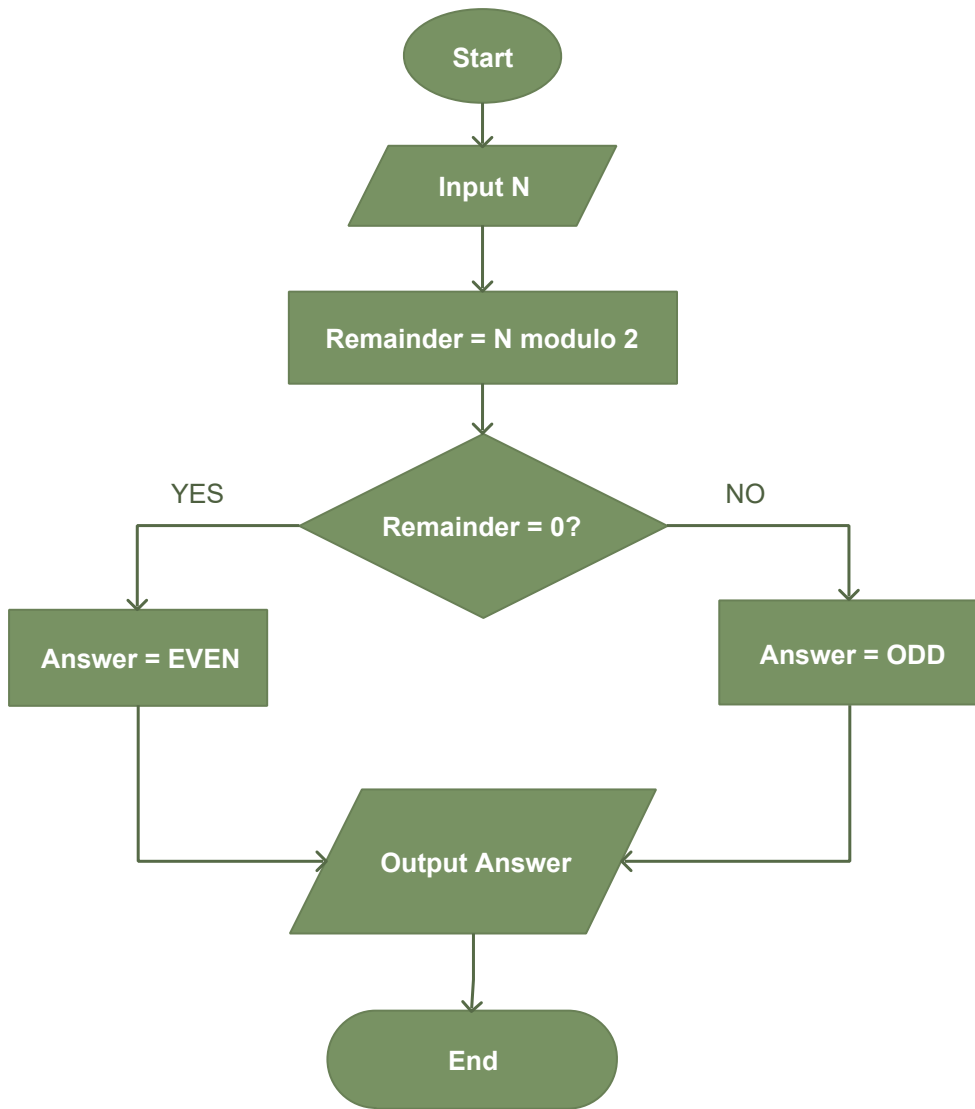 Start
Input N
Remainder = N modulo 2
YES
NO
Remainder = 0?
Answer = EVEN
Answer = ODD
Output Answer
End